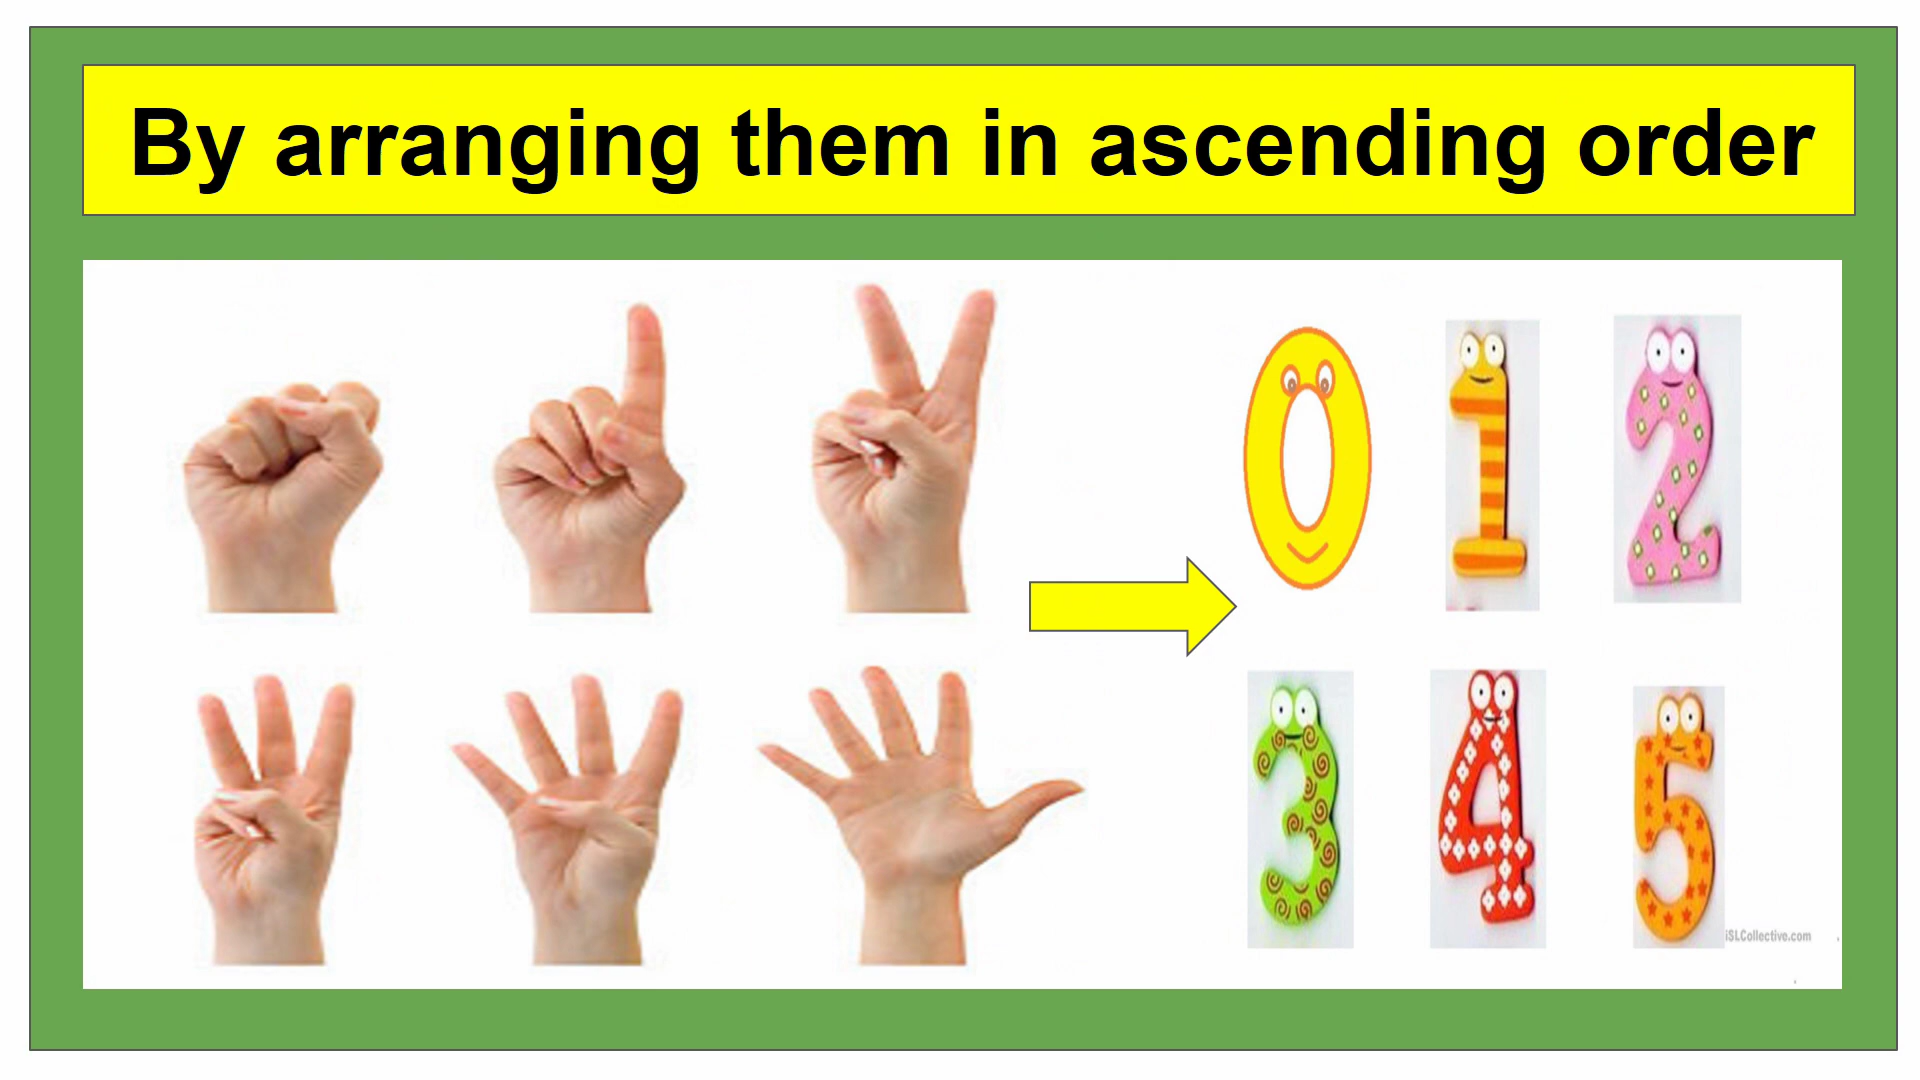 By arranging them in ascending order
0 1 2
3 4 5
iSLCollective.com